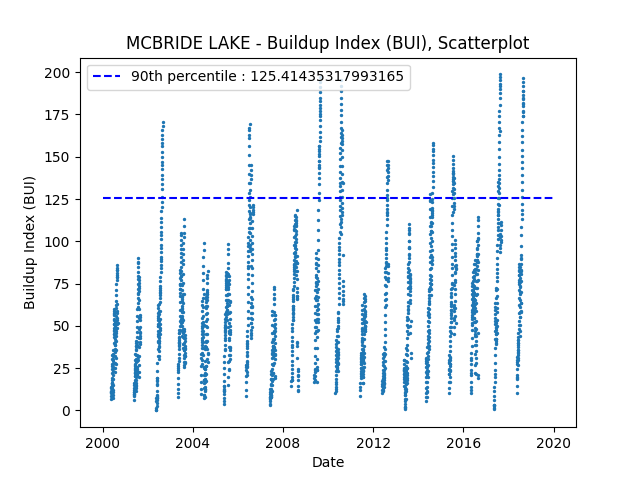 MCBRIDE LAKE - Buildup Index (BUI), Scatterplot
90th percentile : 125.41435317993165
200
175
150
125
100
75
50
25
0
Buildup Index (BUI)
2000 2004 2008 2012 2016 2020
Date